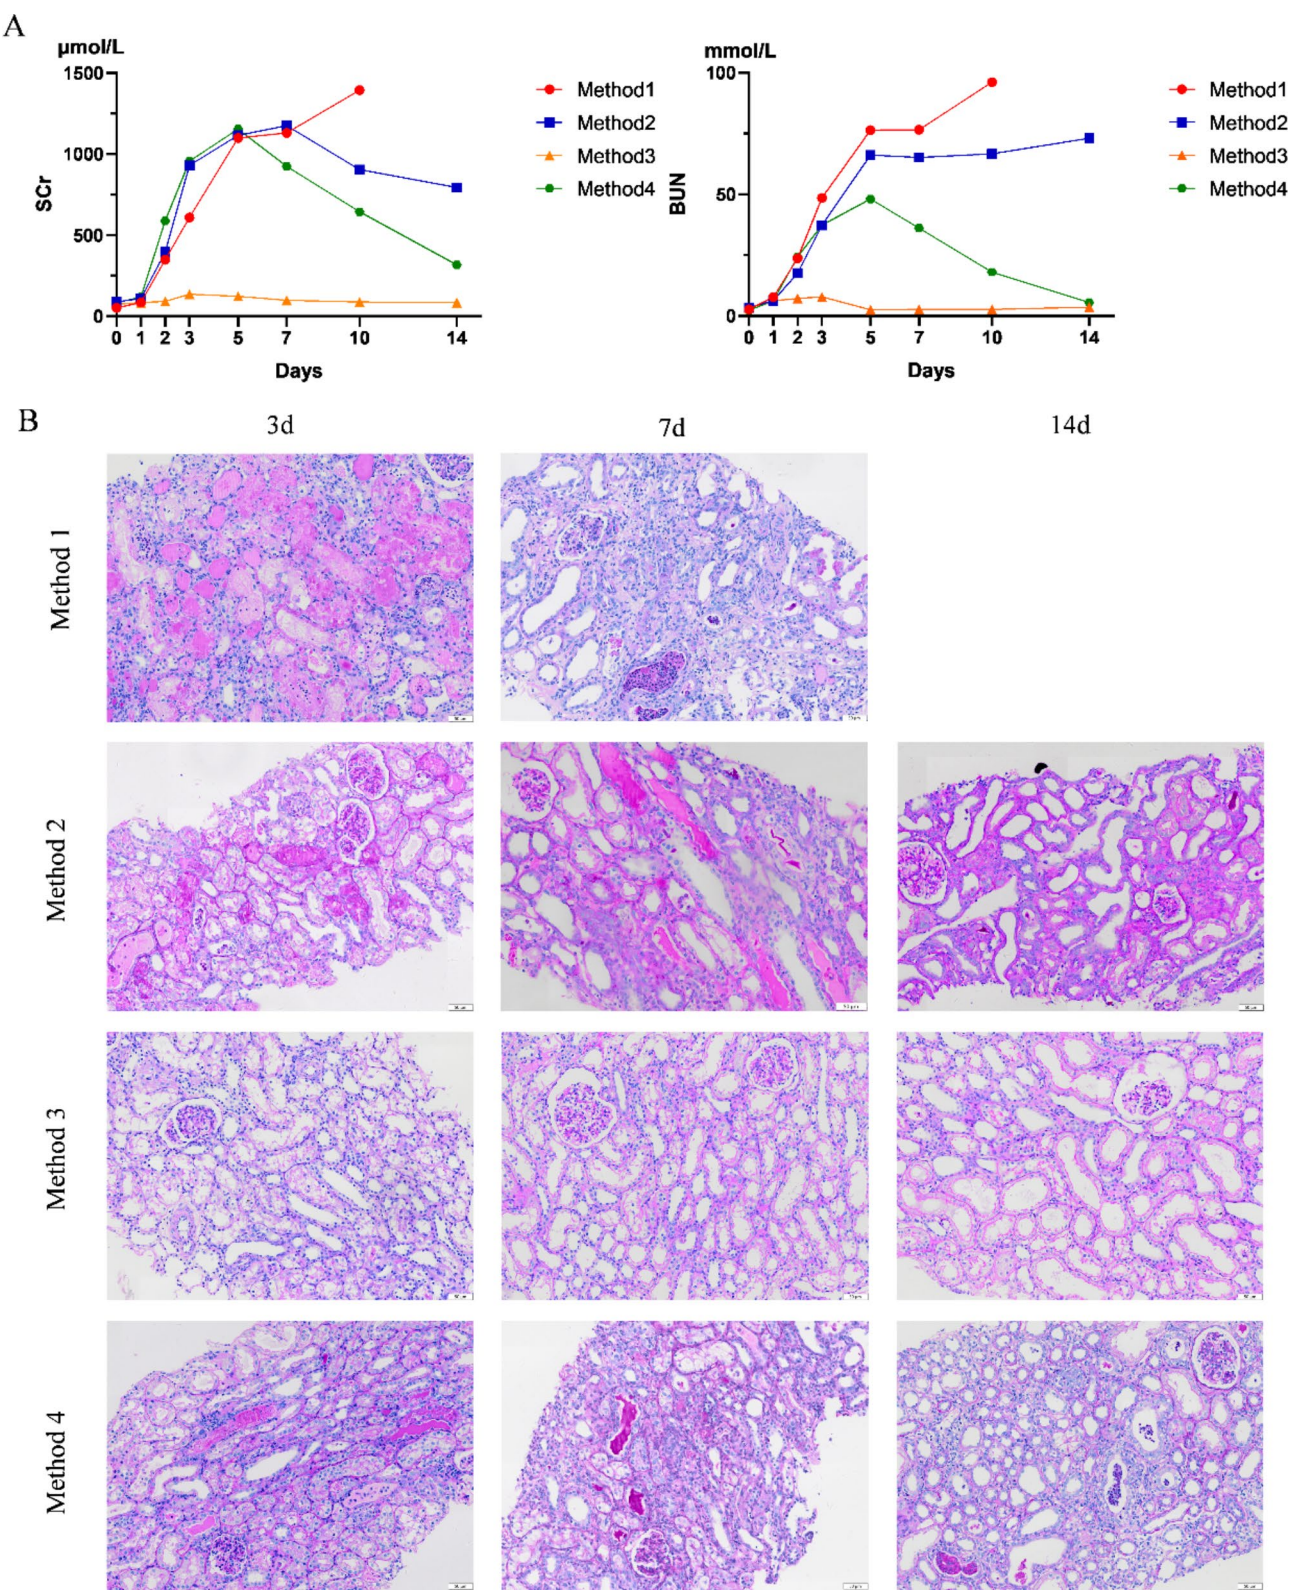 A
µmol/L
1500
1000
500
0
SCr
0 1 2 3 5 7 10 14
Days
Method1
Method2
Method3
Method4
mmol/L
100
50
0
BUN
0 1 2 3 5 7 10 14
Days
Method1
Method2
Method3
Method4
B
3d 7d 14d
Method 1
Method 2
Method 3
Method 4